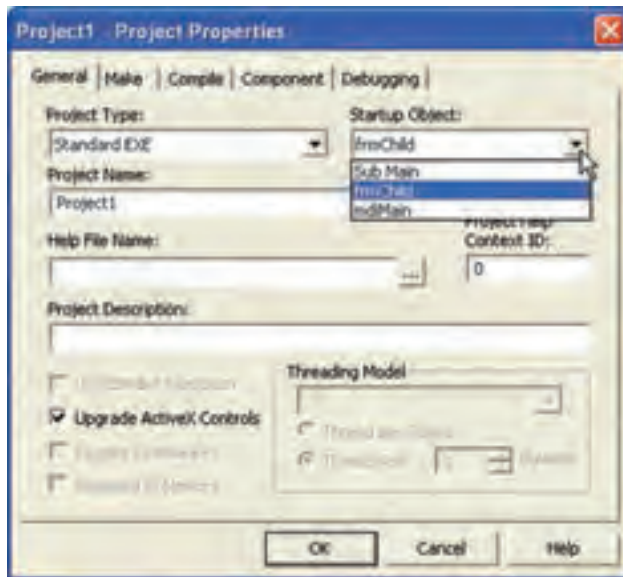 Project1 - Project Properties
General | Make | Compile | Component | Debugging
Project Type:
Standard EXE
Startup Object:
frmChild
Sub Main
frmChild
mdiMain
Project Name:
Project1
Project Help
Context ID:
0
Help File Name:
...
Project Description:
Upgrade ActiveX Controls
Threading Model
OK
Cancel
Help